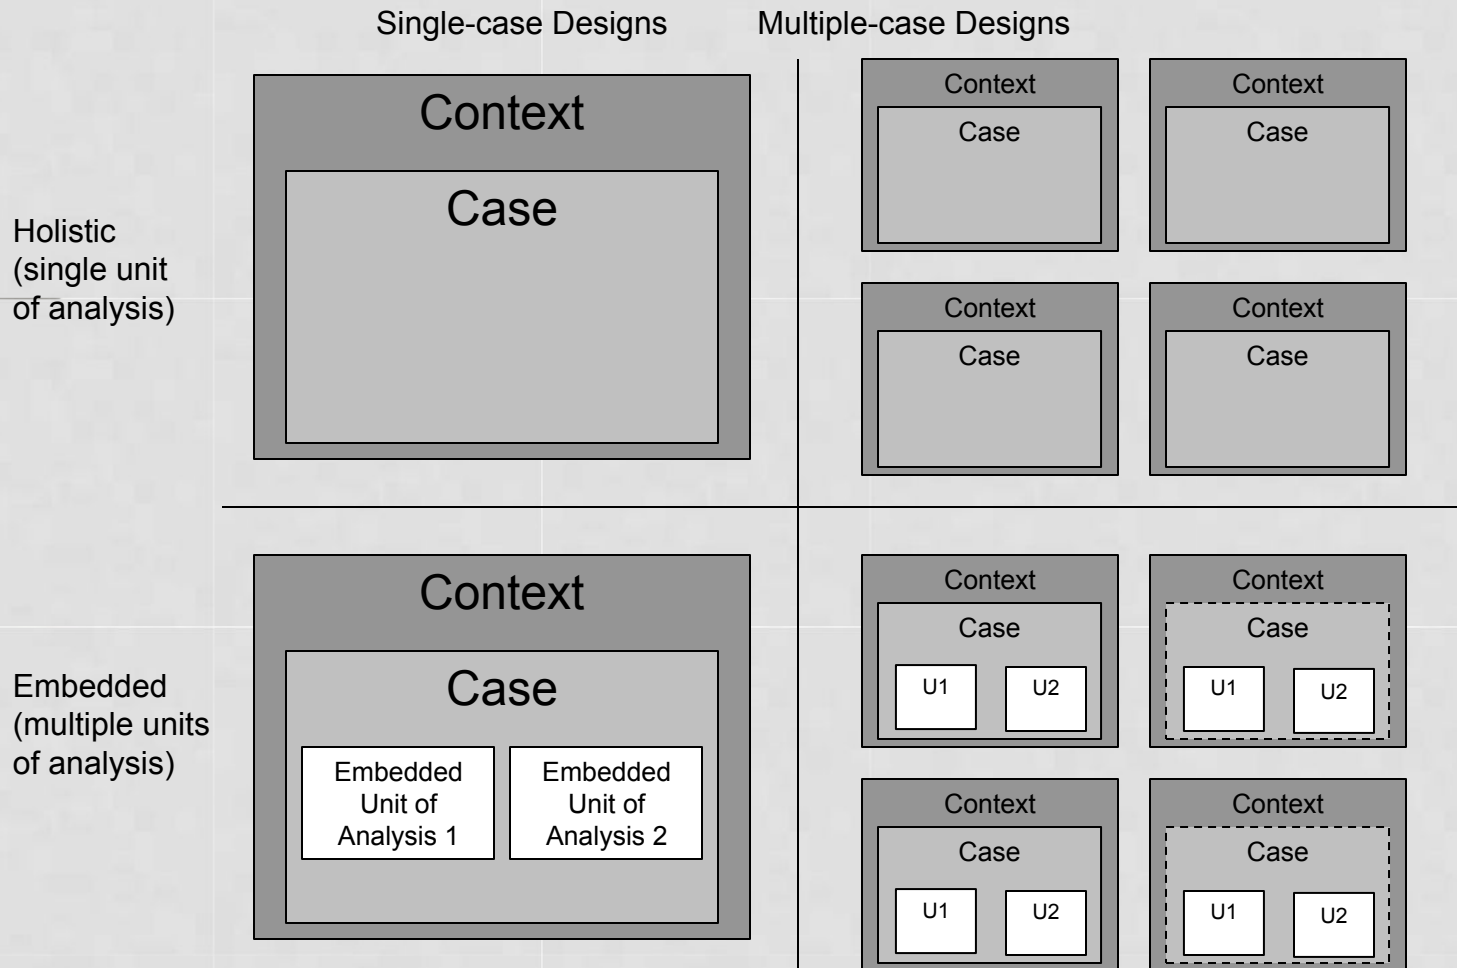 Single-case Designs
Multiple-case Designs
Holistic
(single unit
of analysis)
Context
Case
Context
Case
Context
Case
Context
Case
Context
Case
Embedded
(multiple units
of analysis)
Context
Case
Embedded
Unit of
Analysis 1
Embedded
Unit of
Analysis 2
Context
Case
U1
U2
Context
Case
U1
U2
Context
Case
U1
U2
Context
Case
U1
U2